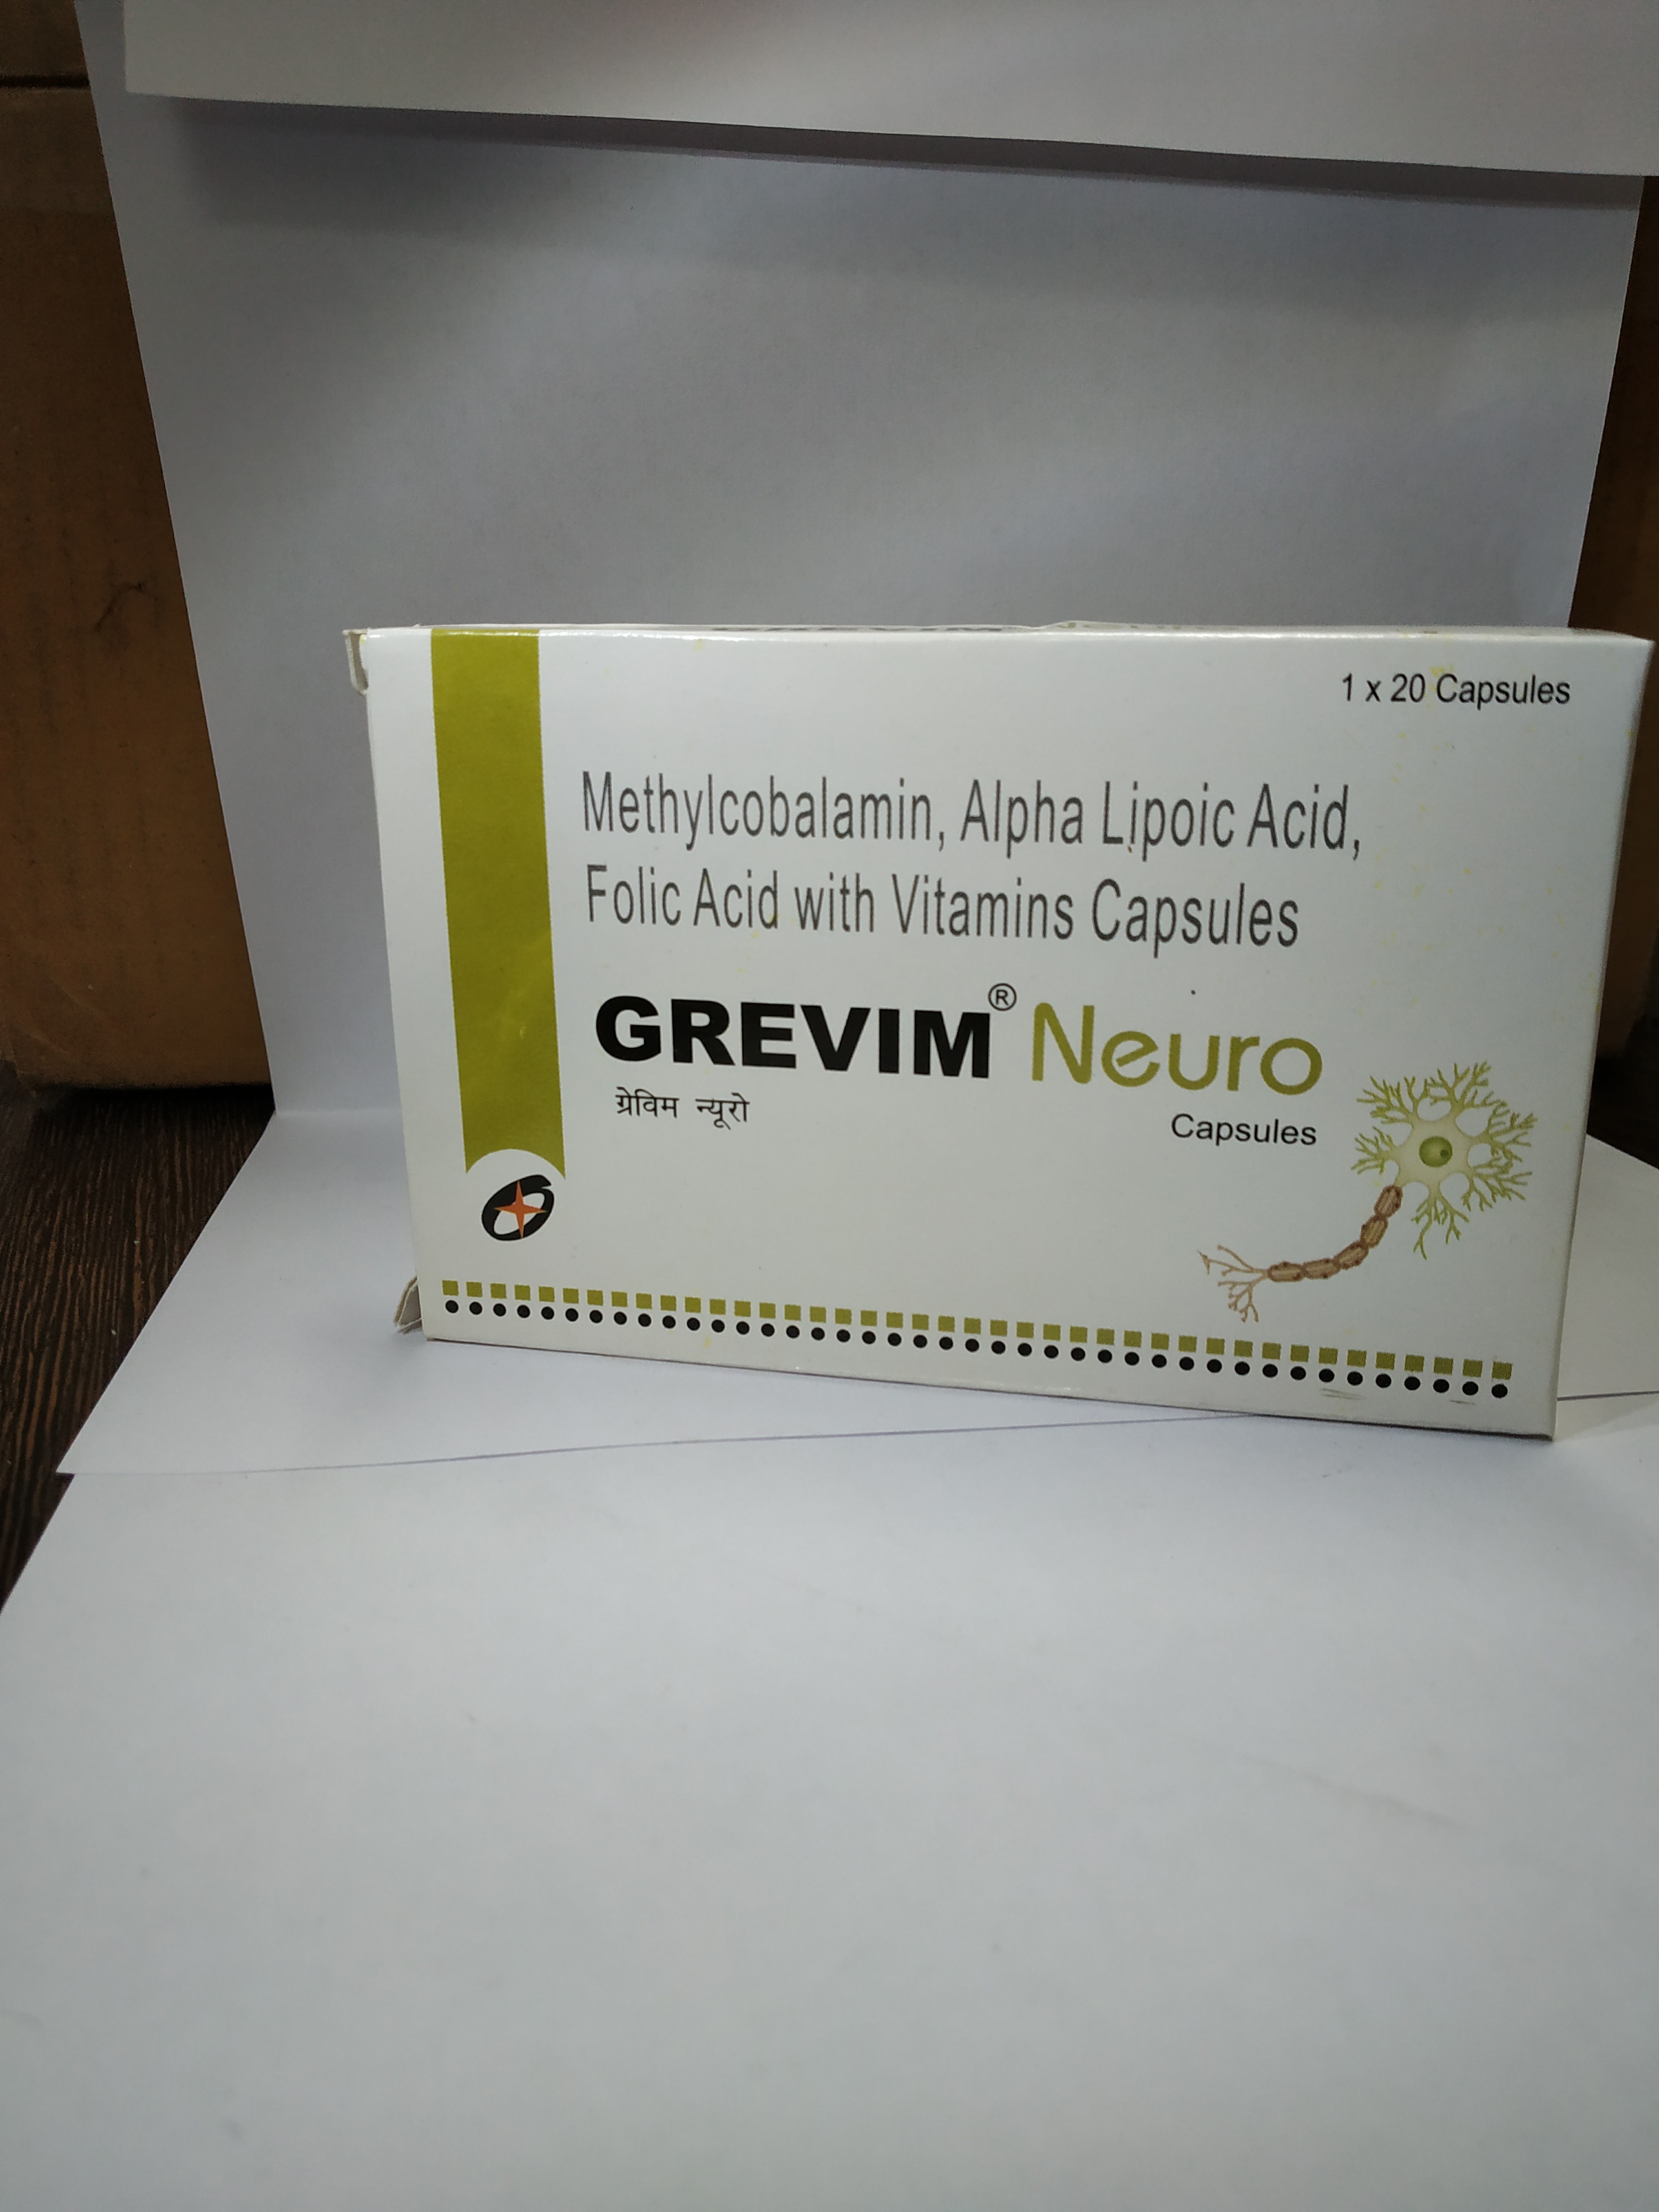 1 x 20 Capsules
Methylcobalamin, Alpha Lipoic Acid,
Folic Acid with Vitamins Capsules
GREVIM® Neuro
ग्रेविम न्यूरो
Capsules